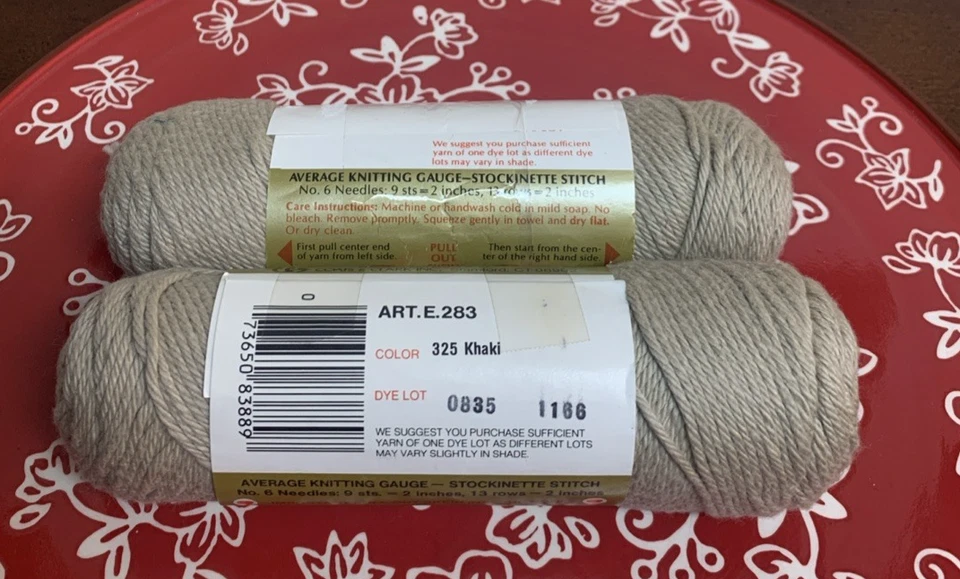 We suggest you purchase sufficient
yarn of one dye lot as different dye
lots may vary in shade.
AVERAGE KNITTING GAUGE—STOCKINETTE STITCH
No. 6 Needles: 9 sts = 2 inches, 13 rows = 2 inches
Care Instructions: Machine or handwash cold in mild soap. No
bleach. Remove promptly. Squeeze gently in towel and dry flat.
Or dry clean.
First pull center end
of yarn from left side.
PULL
OUT
Then start from the cen-
ter of the right hand side.
0
73650 83889
ART.E.283
COLOR 325 Khaki
DYE LOT 0835 1166
WE SUGGEST YOU PURCHASE SUFFICIENT
YARN OF ONE DYE LOT AS DIFFERENT LOTS
MAY VARY SLIGHTLY IN SHADE.
AVERAGE KNITTING GAUGE — STOCKINETTE STITCH
No. 6 Needles: 9 sts. — 2 inches, 13 rows — 2 inches